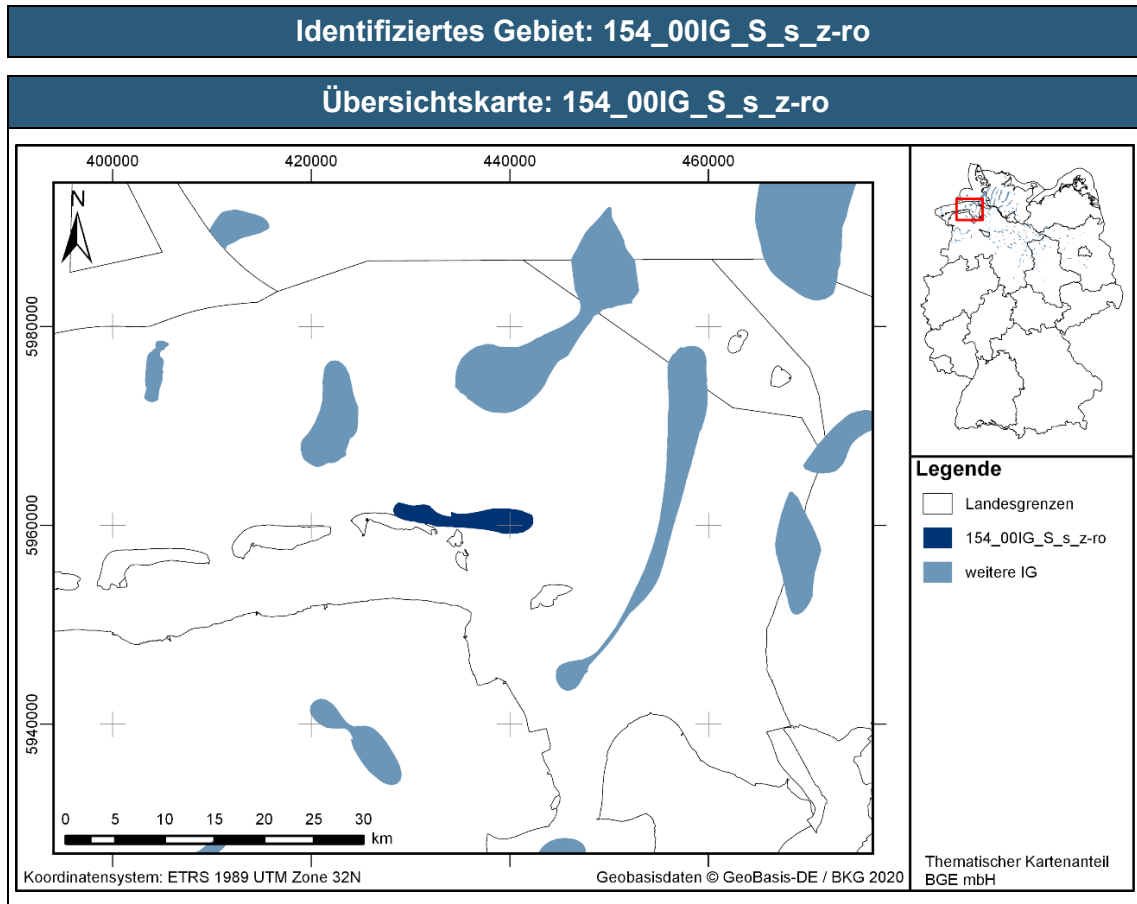 Identifiziertes Gebiet: 154_00IG_S_s_z-ro
Übersichtskarte: 154_00IG_S_s_z-ro
400000 420000 440000 460000
N
5980000
5960000
5940000
0 5 10 15 20 25 30
km
Koordinatensystem: ETRS 1989 UTM Zone 32N
Geobasisdaten © GeoBasis-DE / BKG 2020
Legende
Landesgrenzen
154_00IG_S_s_z-ro
weitere IG
Thematischer Kartenanteil
BGE mbH